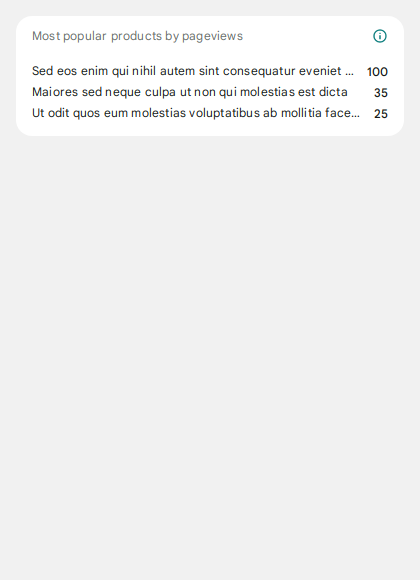 Most popular products by pageviews
Sed eos enim qui nihil autem sint consequatur eveniet ... 100
Maiores sed neque culpa ut non qui molestias est dicta 35
Ut odit quos eum molestias voluptatibus ab mollitia face... 25